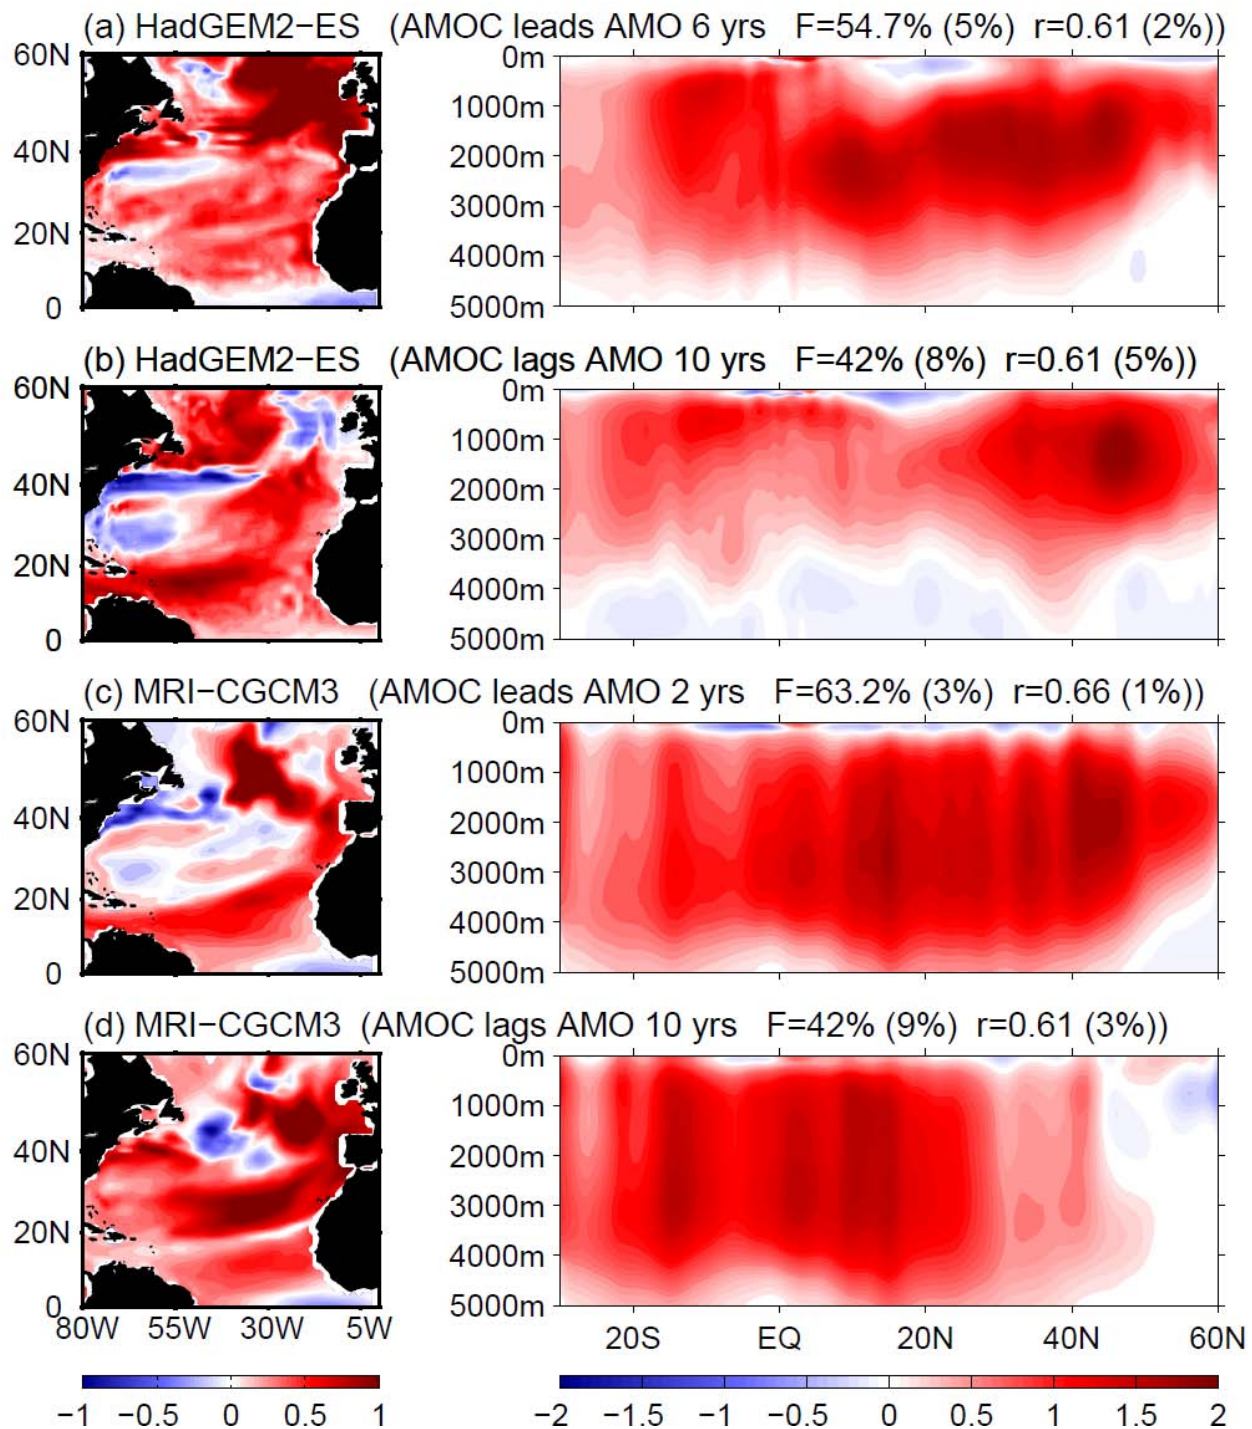 (a) HadGEM2−ES (AMOC leads AMO 6 yrs F=54.7% (5%) r=0.61 (2%))
60N
40N
20N
0
0m
1000m
2000m
3000m
4000m
5000m
(b) HadGEM2−ES (AMOC lags AMO 10 yrs F=42% (8%) r=0.61 (5%))
60N
40N
20N
0
0m
1000m
2000m
3000m
4000m
5000m
(c) MRI−CGCM3 (AMOC leads AMO 2 yrs F=63.2% (3%) r=0.66 (1%))
60N
40N
20N
0
0m
1000m
2000m
3000m
4000m
5000m
(d) MRI−CGCM3 (AMOC lags AMO 10 yrs F=42% (9%) r=0.61 (3%))
60N
40N
20N
0
0m
1000m
2000m
3000m
4000m
5000m
80W 55W 30W 5W
20S EQ 20N 40N 60N
−1 −0.5 0 0.5 1
−2 −1.5 −1 −0.5 0 0.5 1 1.5 2